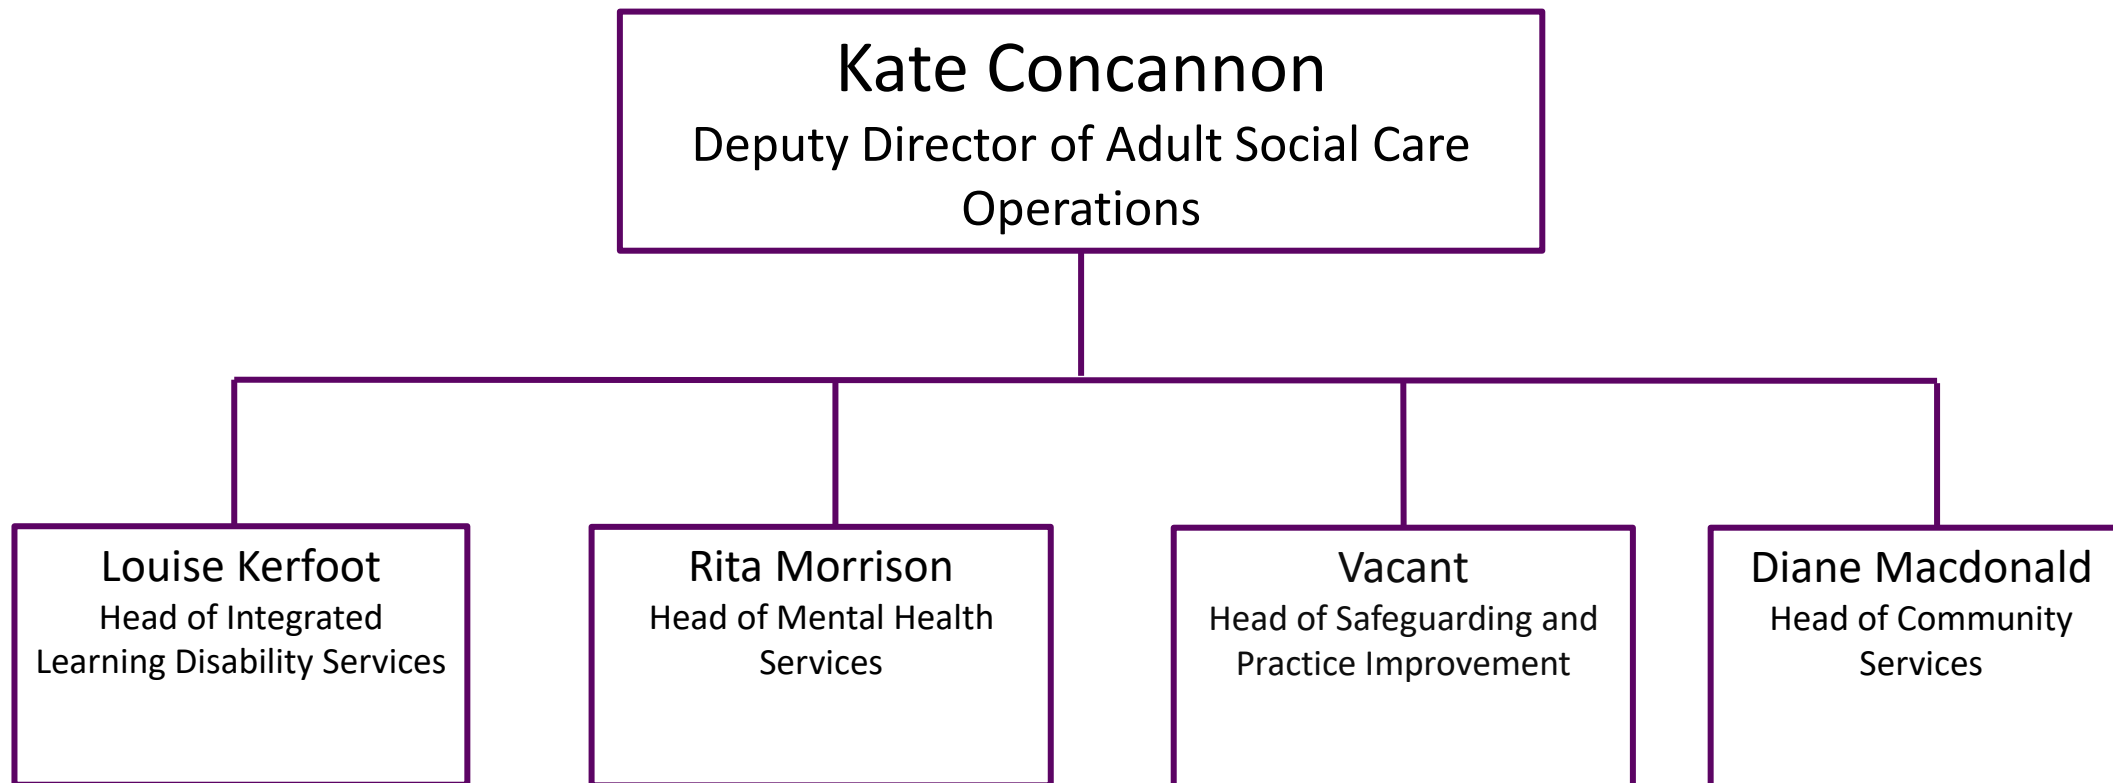 Kate Concannon
Deputy Director of Adult Social Care
Operations
Louise Kerfoot
Head of Integrated
Learning Disability Services
Rita Morrison
Head of Mental Health
Services
Vacant
Head of Safeguarding and
Practice Improvement
Diane Macdonald
Head of Community
Services